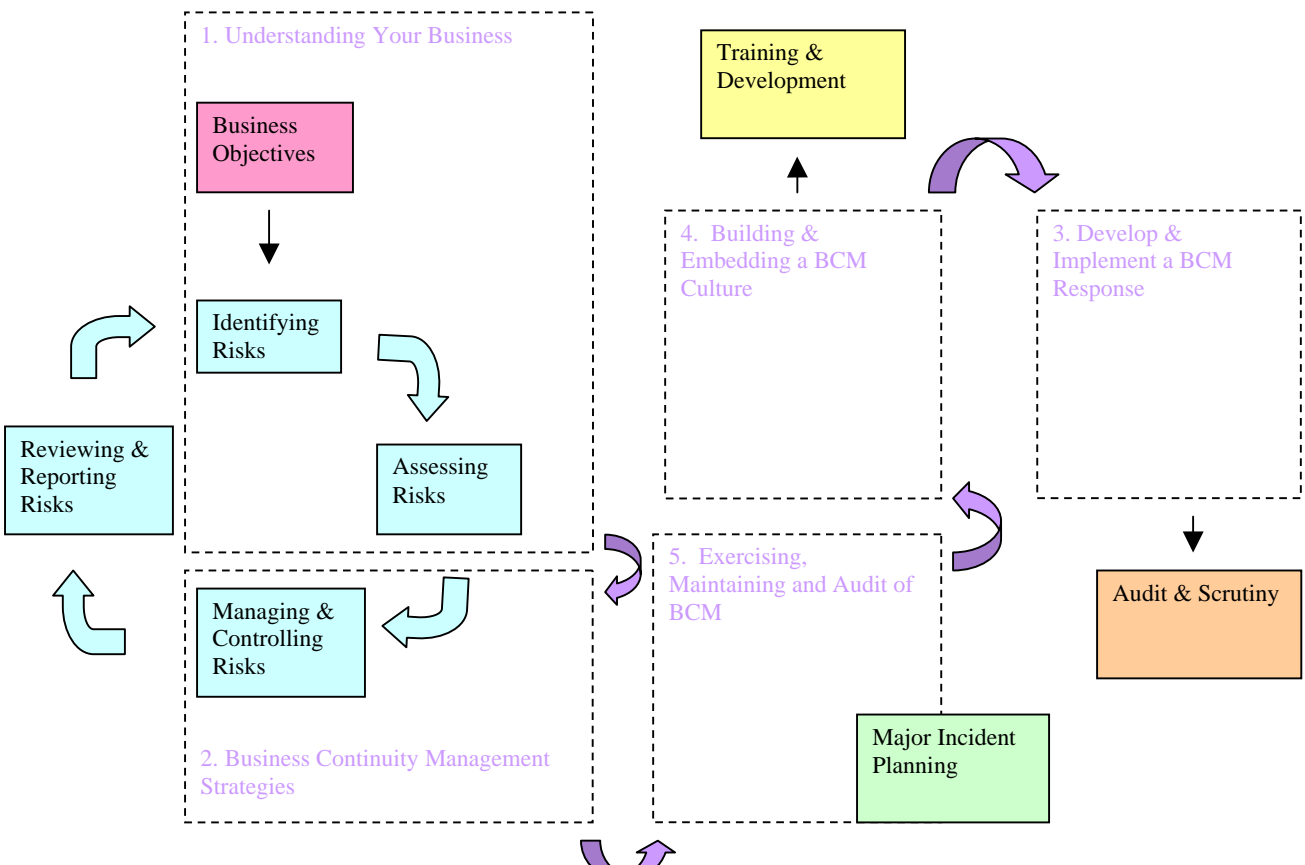 1. Understanding Your Business
Business
Objectives
Identifying
Risks
Assessing
Risks
Reviewing &
Reporting
Risks
Managing &
Controlling
Risks
2. Business Continuity Management
Strategies
Training &
Development
4.  Building &
Embedding a BCM
Culture
3. Develop &
Implement a BCM
Response
5.  Exercising,
Maintaining and Audit of
BCM
Audit & Scrutiny
Major Incident
Planning